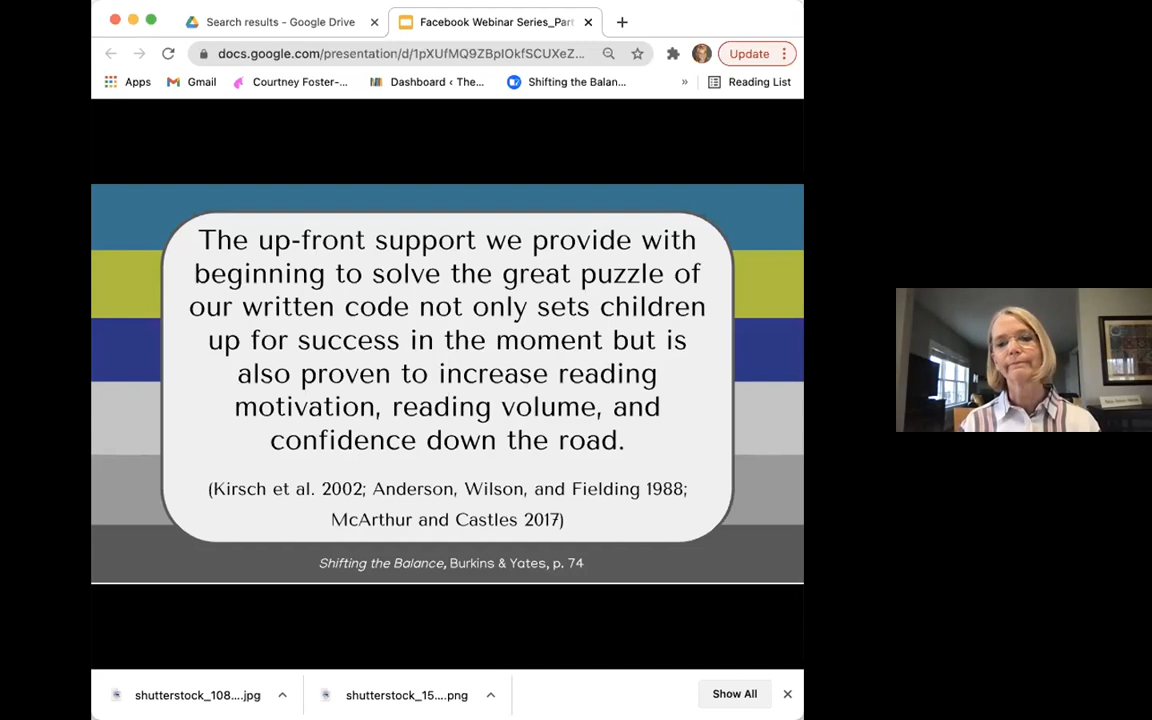 Search results - Google Drive
Facebook Webinar Series_Part
docs.google.com/presentation/d/1pXUfMQ9ZBpIOkfSCUXeZ...
Update
Apps
Gmail
Courtney Foster-...
Dashboard ‹ The...
Shifting the Balan...
»
Reading List
The up-front support we provide with
beginning to solve the great puzzle of
our written code not only sets children
up for success in the moment but is
also proven to increase reading
motivation, reading volume, and
confidence down the road.
(Kirsch et al. 2002; Anderson, Wilson, and Fielding 1988;
McArthur and Castles 2017)
Shifting the Balance, Burkins & Yates, p. 74
shutterstock_108....jpg
shutterstock_15....png
Show All